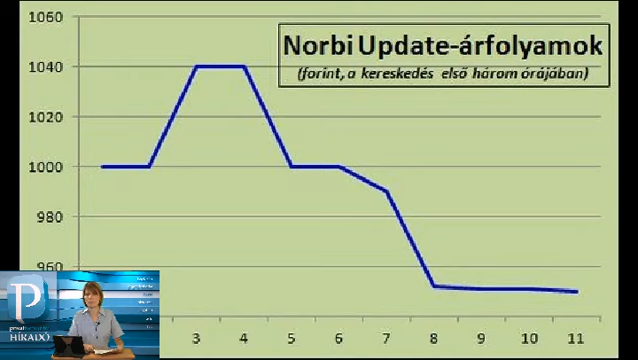 1060
Norbi Update-árfolyamok
(forint, a kereskedés első három órájában)
1040
1020
1000
980
960
P
HÍRA(X)
3 4 5 6 7 8 9 10 11